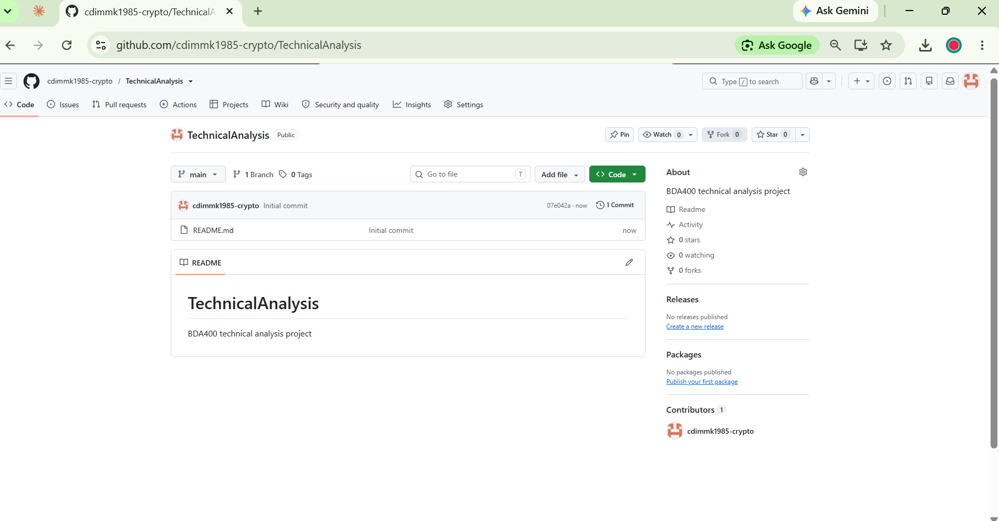 cdimmk1985-crypto/TechnicalA
Ask Gemini
github.com/cdimmk1985-crypto/TechnicalAnalysis
Ask Google
cdimmk1985-crypto / TechnicalAnalysis
Type / to search
Code
Issues
Pull requests
Actions
Projects
Wiki
Security and quality
Insights
Settings
TechnicalAnalysis Public
Pin
Watch 0
Fork 0
Star 0
main
1 Branch
0 Tags
Go to file T
Add file
Code
cdimmk1985-crypto Initial commit
07e042a · now
1 Commit
README.md Initial commit now
README
TechnicalAnalysis
BDA400 technical analysis project
About
BDA400 technical analysis project
Readme
Activity
0 stars
0 watching
0 forks
Releases
No releases published
Create a new release
Packages
No packages published
Publish your first package
Contributors 1
cdimmk1985-crypto